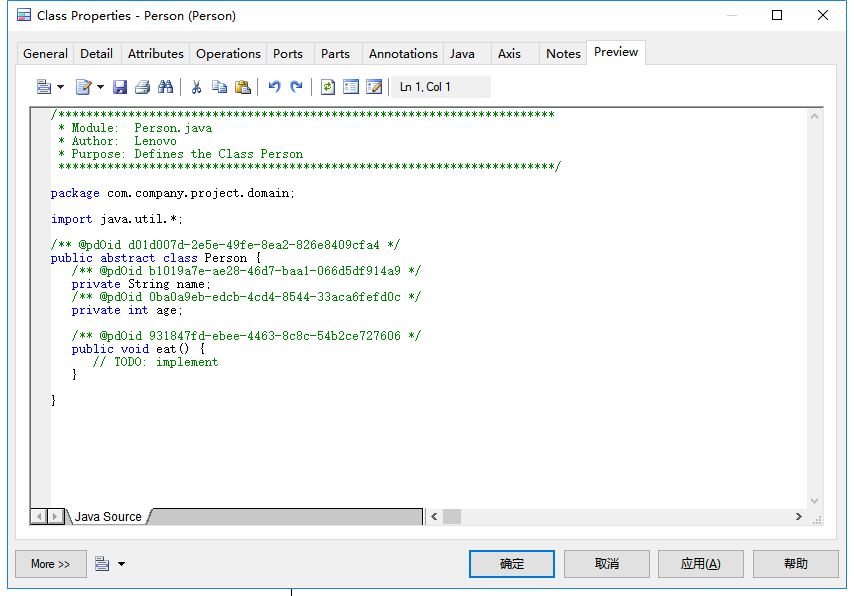 Class Properties - Person (Person)
General Detail Attributes Operations Ports Parts Annotations Java Axis Notes Preview
Ln 1, Col 1
/***********************************************************************
 * Module:  Person.java
 * Author:  Lenovo
 * Purpose: Defines the Class Person
 ***********************************************************************/
package com.company.project.domain;
import java.util.*;
/** @pdOid d01d007d-2e5e-49fe-8ea2-826e8409cfa4 */
public abstract class Person {
   /** @pdOid b1019a7e-ae28-46d7-baa1-066d5df914a9 */
   private String name;
   /** @pdOid 0ba0a9eb-edcb-4cd4-8544-33aca6fefd0c */
   private int age;
   /** @pdOid 931847fd-ebee-4463-8c8c-54b2ce727606 */
   public void eat() {
      // TODO: implement
   }
}
Java Source
More >> 确定 取消 应用(A) 帮助